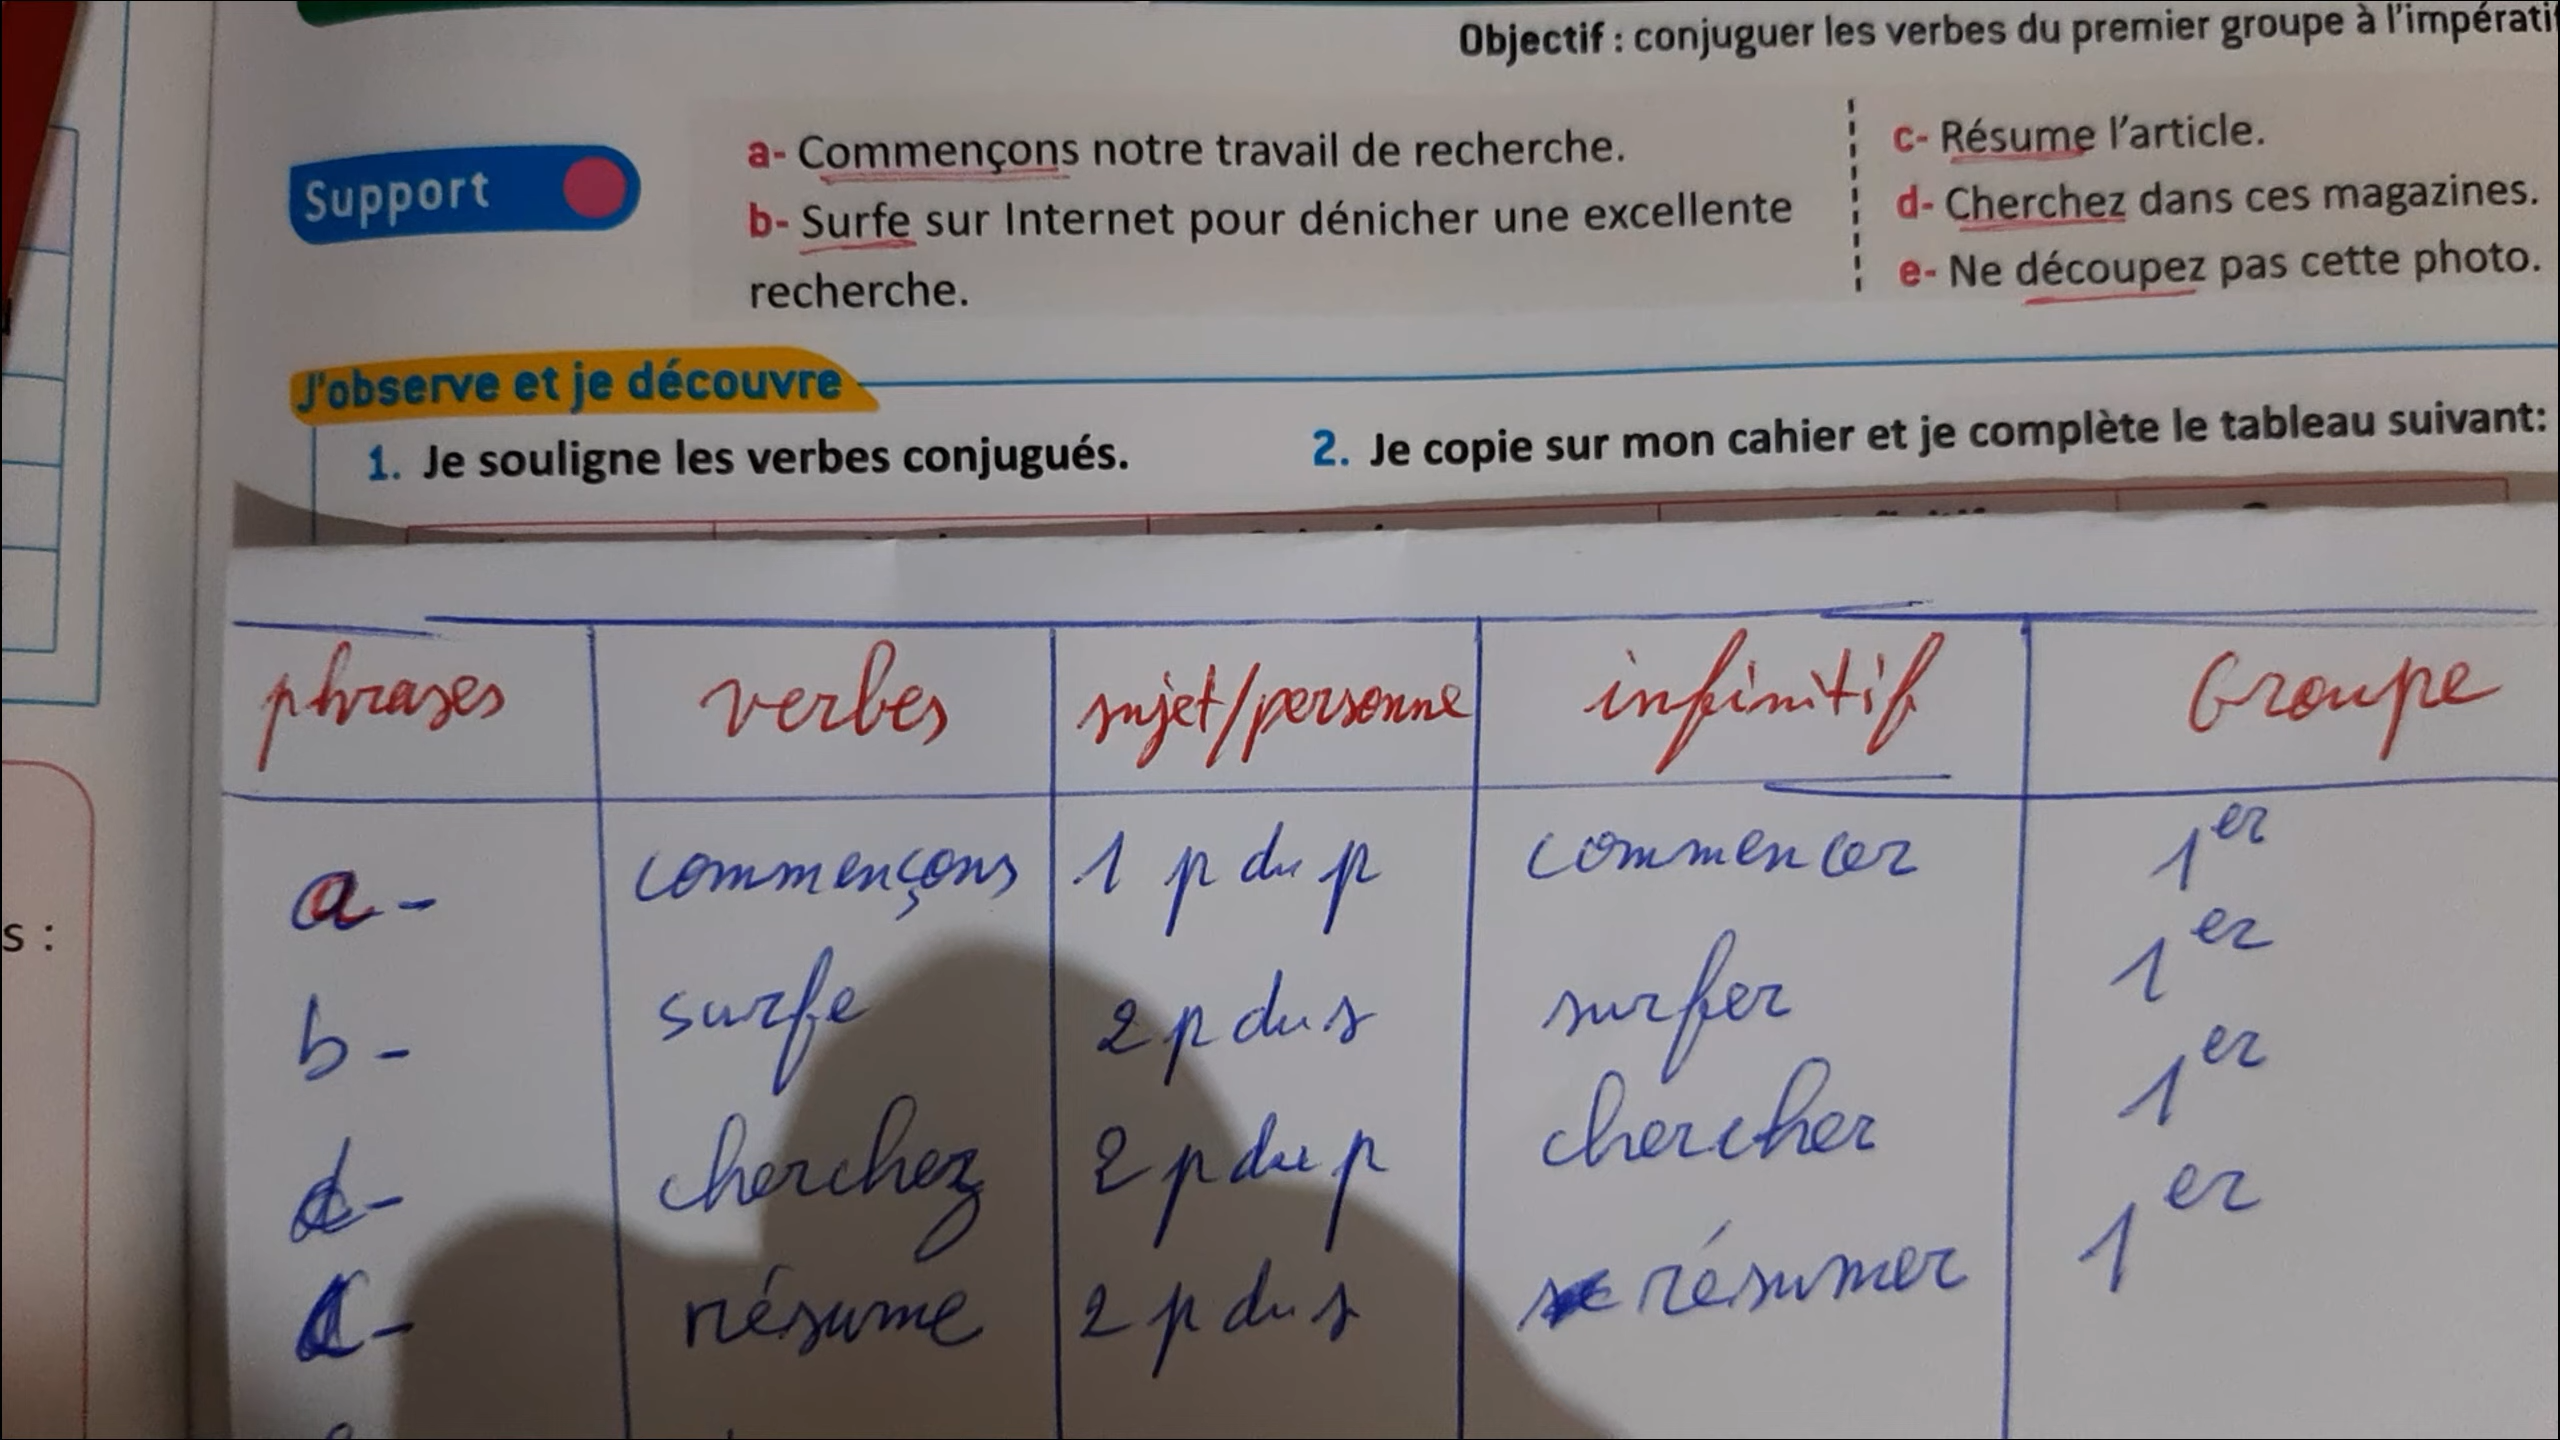 Objectif : conjuguer les verbes du premier groupe à l'impérati
Support
a- Commençons notre travail de recherche.
b- Surfe sur Internet pour dénicher une excellente
recherche.
c- Résume l'article.
d- Cherchez dans ces magazines.
e- Ne découpez pas cette photo.
J'observe et je découvre
1. Je souligne les verbes conjugués.
2. Je copie sur mon cahier et je complète le tableau suivant:
phrases verbes sujet/personne infinitif Groupe
a- commençons 1 p du p commencer 1er
b- surfe 2 p du s surfer 1er
d- cherchez 2 p du p chercher 1er
c- résume 2 p du s résumer 1er
s :